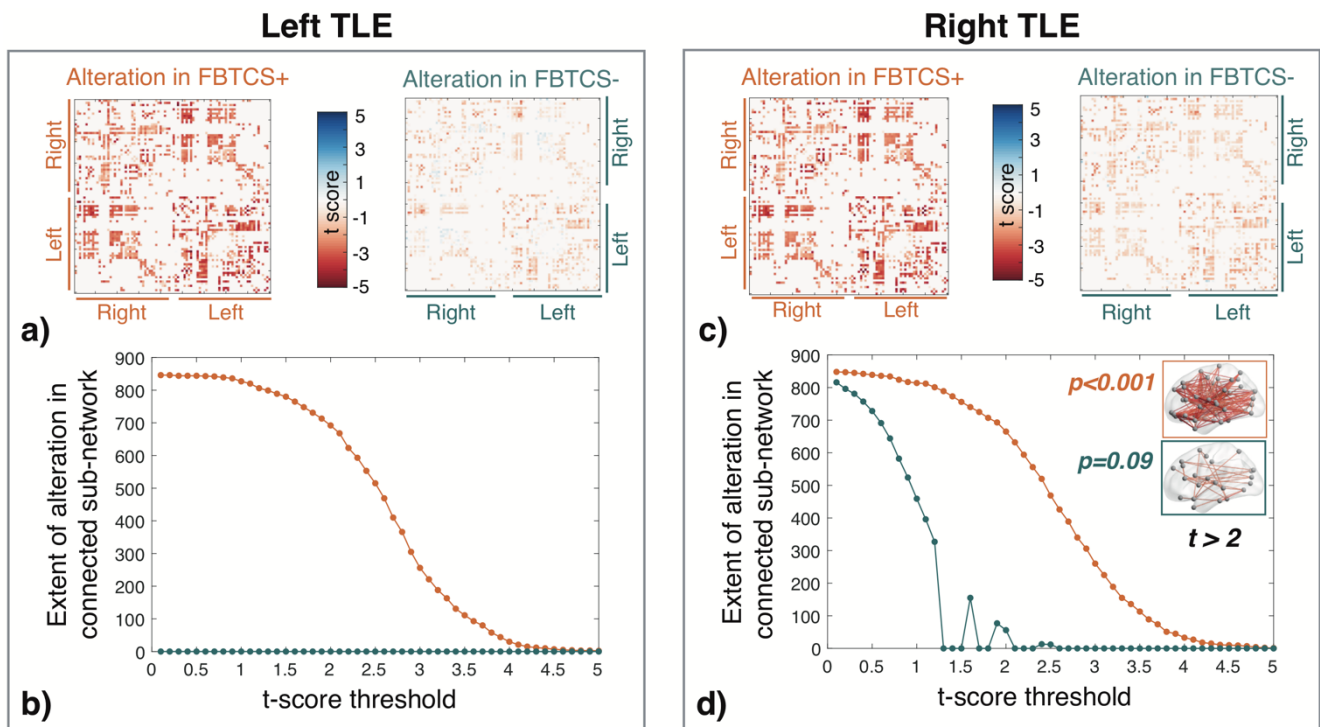 Left TLE
Alteration in FBTCS+
Alteration in FBTCS-
Right
Left
5
3
1
-1
-3
-5
t score
Right
Left
Right
Left
Right
Left
a)
900
800
700
600
500
400
300
200
100
0
Extent of alteration in
connected sub-network
0 0.5 1 1.5 2 2.5 3 3.5 4 4.5 5
t-score threshold
b)
Right TLE
Alteration in FBTCS+
Alteration in FBTCS-
Right
Left
5
3
1
-1
-3
-5
t score
Right
Left
Right
Left
Right
Left
c)
900
800
700
600
500
400
300
200
100
0
Extent of alteration in
connected sub-network
p<0.001
p=0.09
t > 2
0 0.5 1 1.5 2 2.5 3 3.5 4 4.5 5
t-score threshold
d)